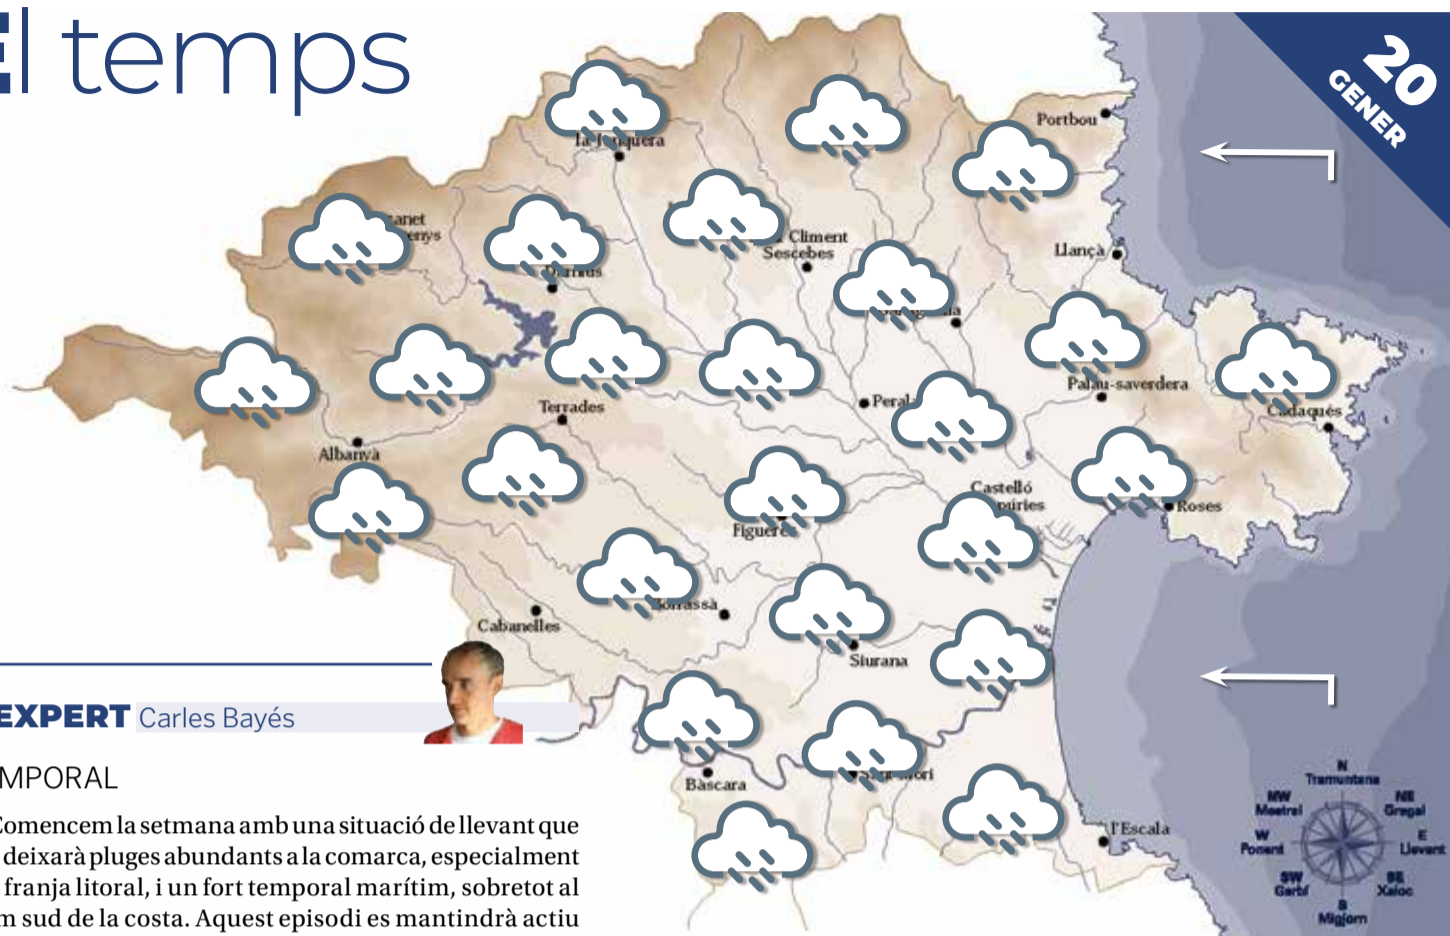 El temps
20
GENER
Portbou
la Jonquera
Climent
Sescebes
Llançà
Darnius
Palau-saverdera
Cadaqués
Terrades
Albanyà
Castelló
Roses
Figueres
Cabanelles
Siurana
Bàscara
l'Escala
EXPERT Carles Bayés
MPORAL
Comencem la setmana amb una situació de llevant que
deixarà pluges abundants a la comarca, especialment
franja litoral, i un fort temporal marítim, sobretot al
m sud de la costa. Aquest episodi es mantindrà actiu
N
Tramuntana
NW
Mestral
NE
Gregal
W
Ponent
E
Llevant
SW
Garbí
SE
Xaloc
S
Migjorn